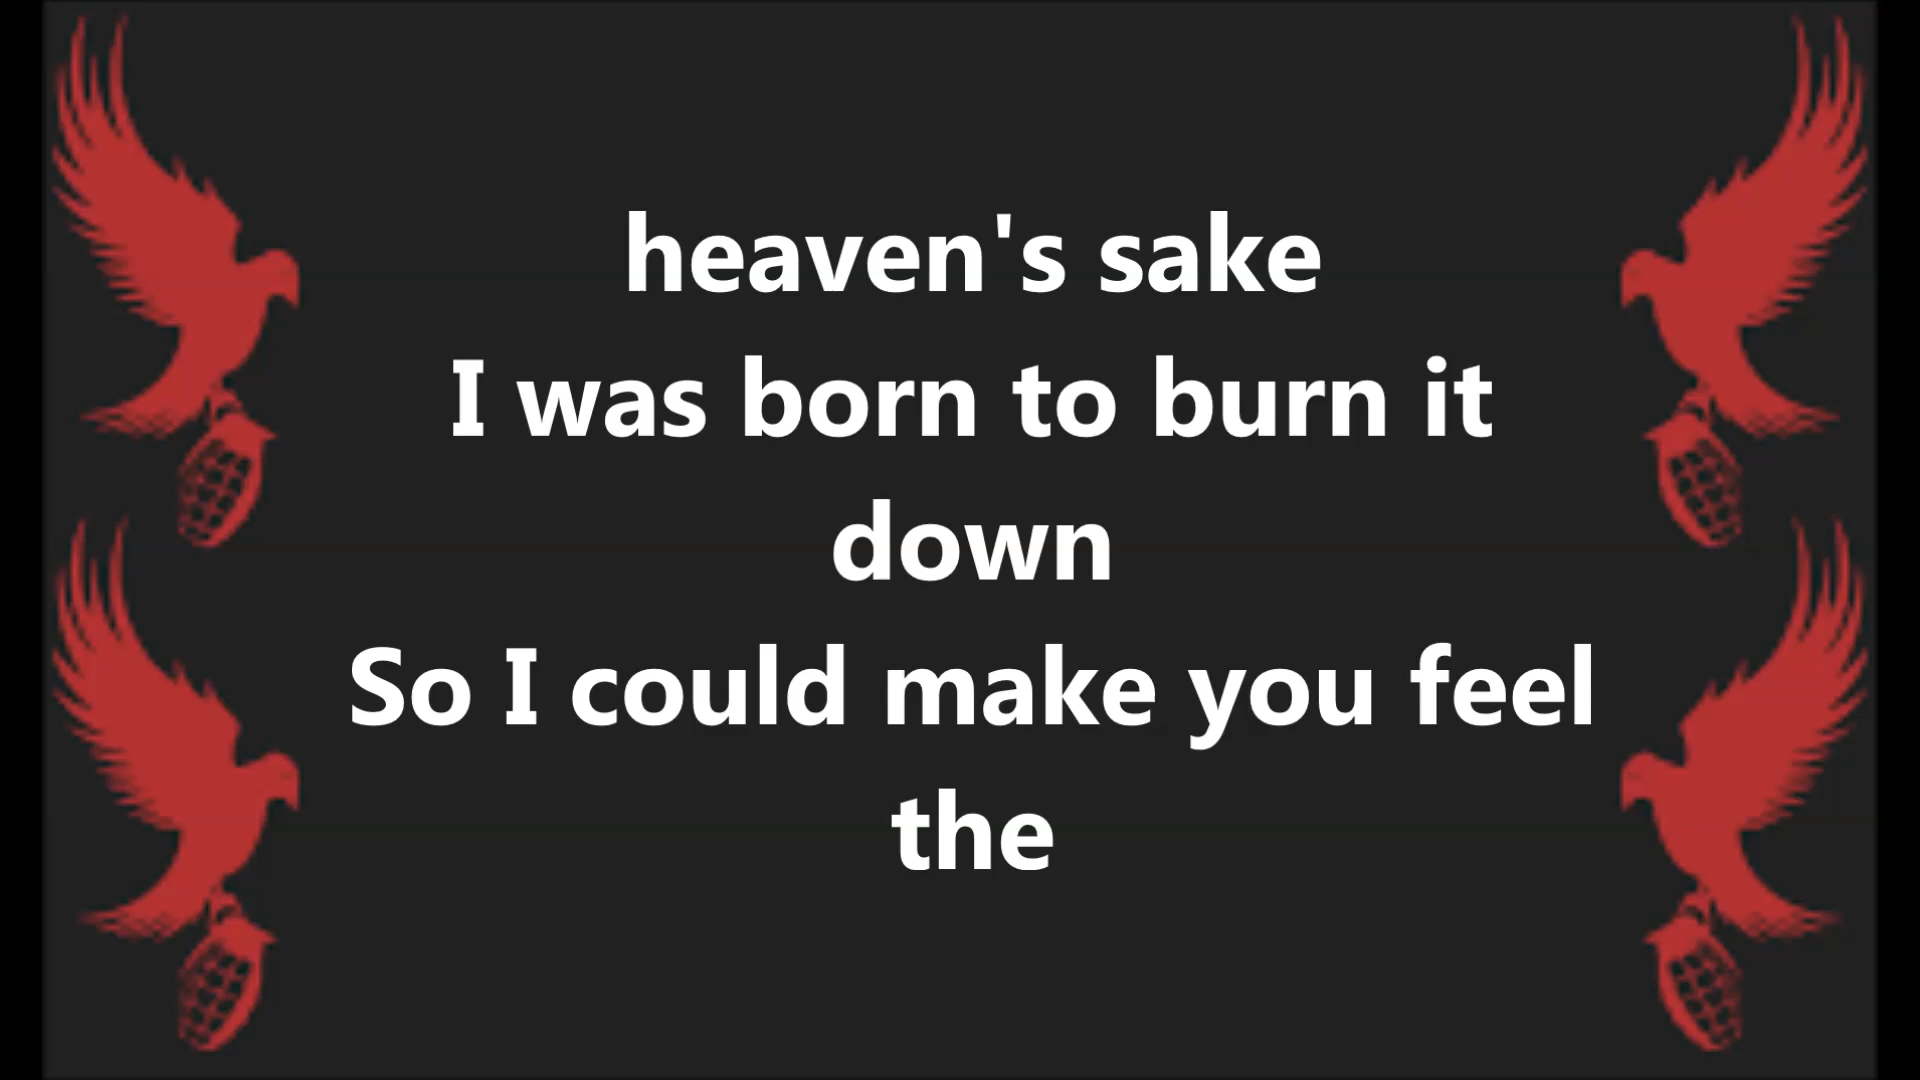 heaven's sake
I was born to burn it
down
So I could make you feel
the